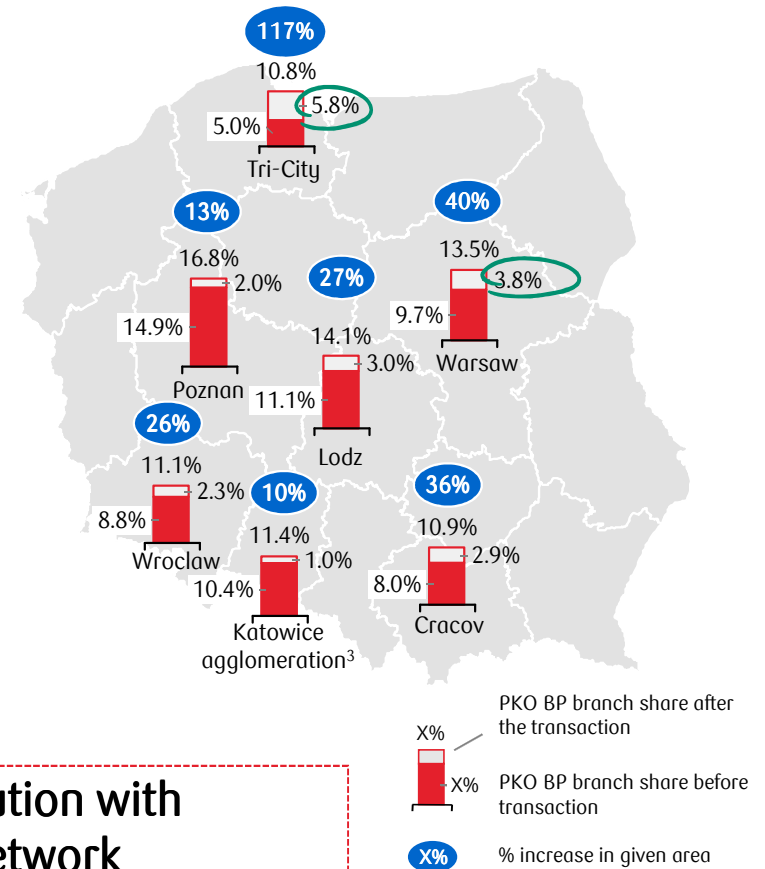 117%
10.8%
5.8%
5.0%
Tri-City
13%
16.8%
2.0%
14.9%
Poznan
40%
13.5%
3.8%
9.7%
Warsaw
27%
14.1%
3.0%
11.1%
Lodz
26%
11.1%
2.3%
8.8%
Wroclaw
10%
11.4%
1.0%
10.4%
Katowice
agglomeration³
36%
10.9%
2.9%
8.0%
Cracov
X%
PKO BP branch share after
the transaction
X%
PKO BP branch share before
transaction
X%
% increase in given area
with